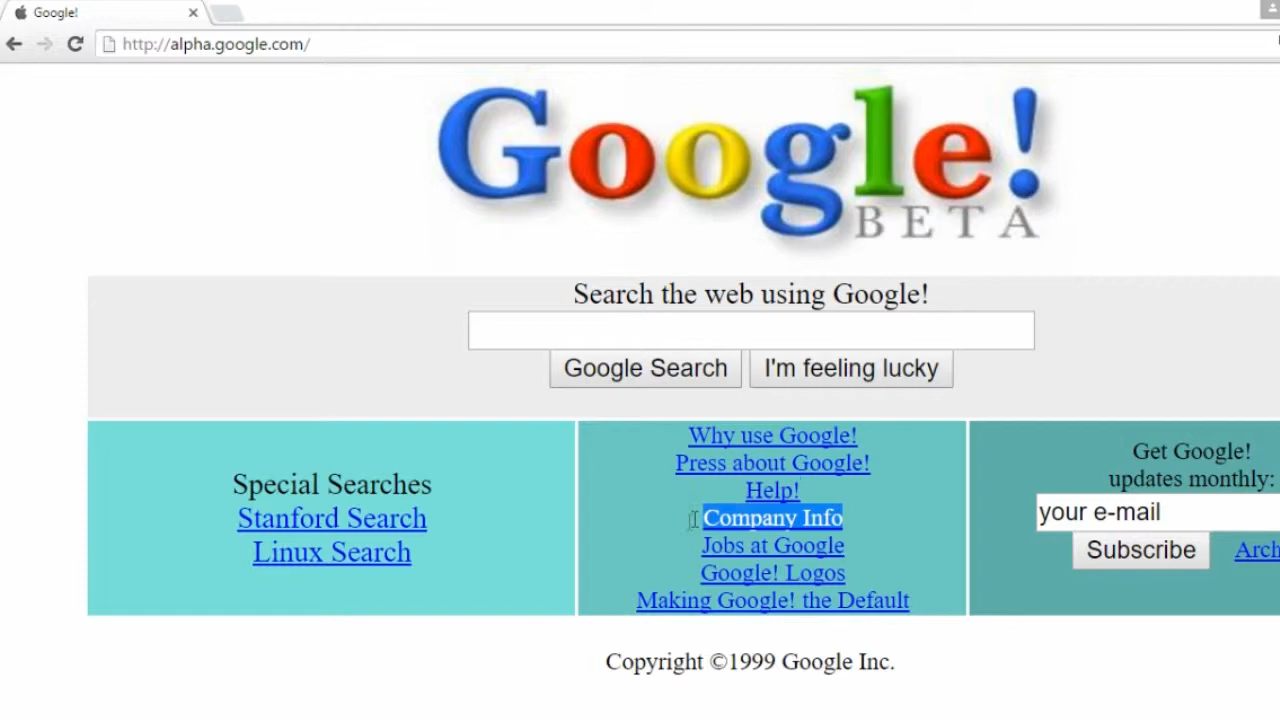 Google!
http://alpha.google.com/
Google!
BETA
Search the web using Google!
Google Search I'm feeling lucky
Special Searches
Stanford Search
Linux Search
Why use Google!
Press about Google!
Help!
Company Info
Jobs at Google
Google! Logos
Making Google! the Default
Get Google!
updates monthly:
your e-mail
Subscribe Arch
Copyright ©1999 Google Inc.